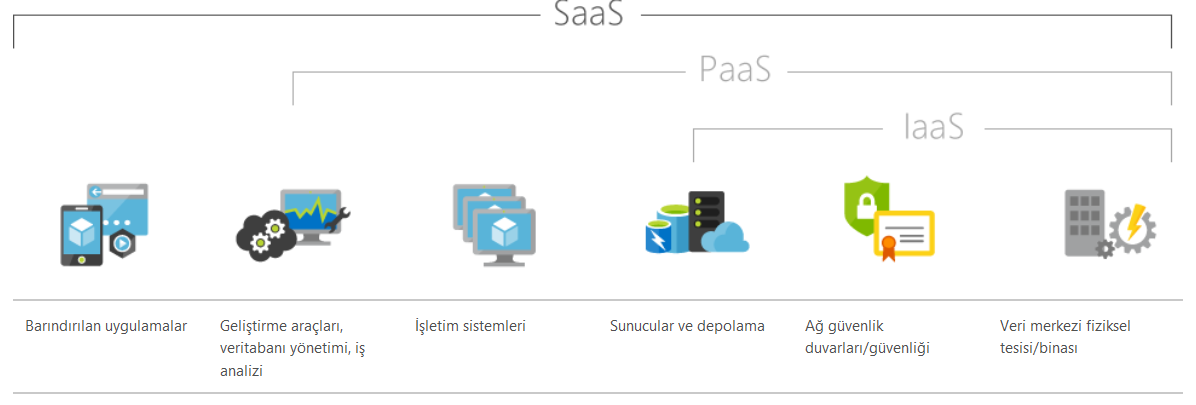 SaaS
PaaS
IaaS
Barındırılan uygulamalar
Geliştirme araçları,
veritabanı yönetimi, iş
analizi
İşletim sistemleri
Sunucular ve depolama
Ağ güvenlik
duvarları/güvenliği
Veri merkezi fiziksel
tesisi/binası